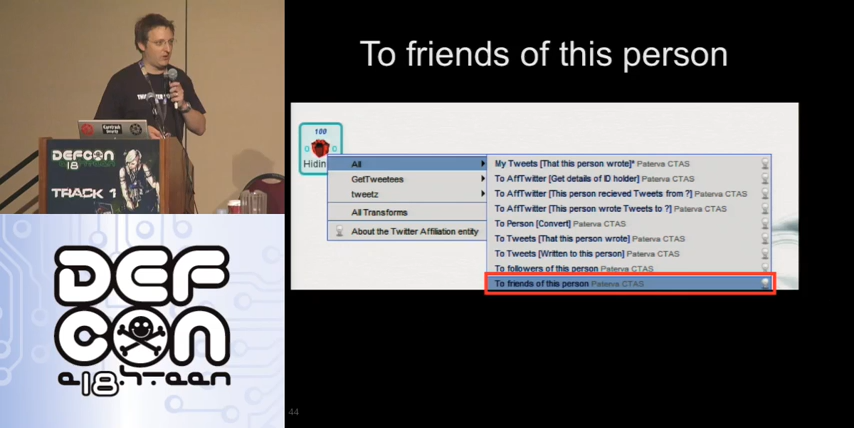 To friends of this person
100
0
0
Hidin
All
GetTweetees
tweetz
All Transforms
About the Twitter Affiliation entity
My Tweets [That this person wrote]* Paterva CTAS
To AffTwitter [Get details of ID holder] Paterva CTAS
To AffTwitter [This person recieved Tweets from ?] Paterva CTAS
To AffTwitter [This person wrote Tweets to ?] Paterva CTAS
To Person [Convert] Paterva CTAS
To Tweets [That this person wrote] Paterva CTAS
To Tweets [Written to this person] Paterva CTAS
To followers of this person Paterva CTAS
To friends of this person Paterva CTAS
DEFCON
18
TRACK 1
DEF
CON
e18hteen
44